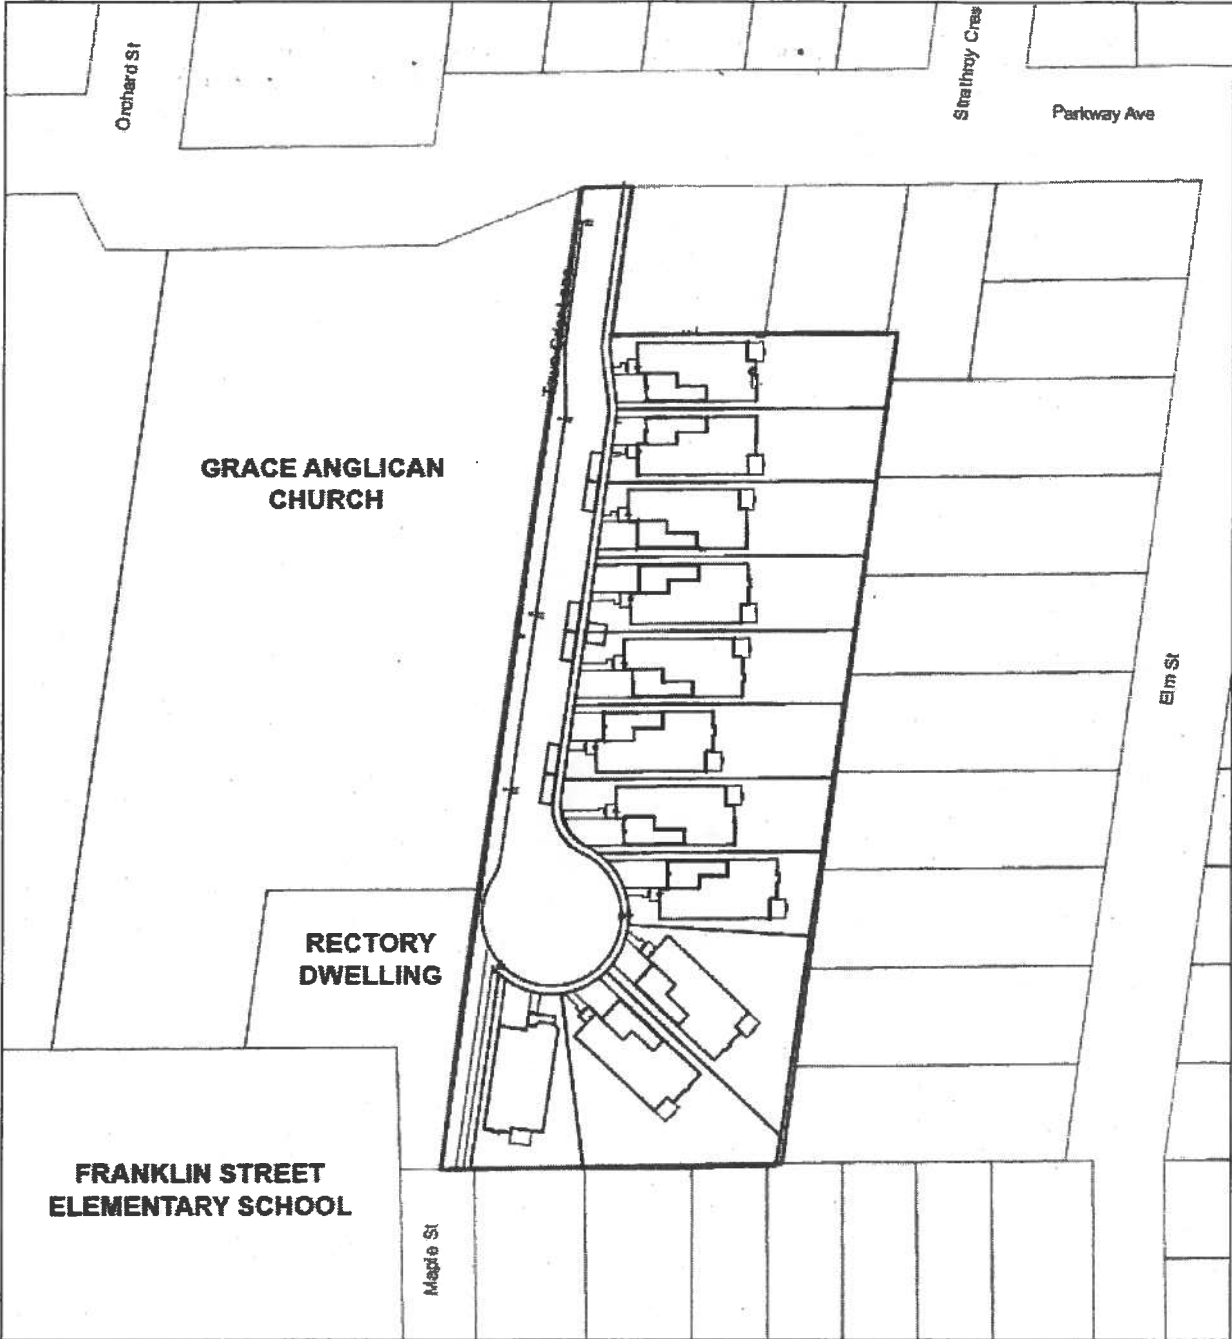 Orchard St
Strathroy Cres
Parkway Ave
GRACE ANGLICAN
CHURCH
Elm St
RECTORY
DWELLING
FRANKLIN STREET
ELEMENTARY SCHOOL
Maple St